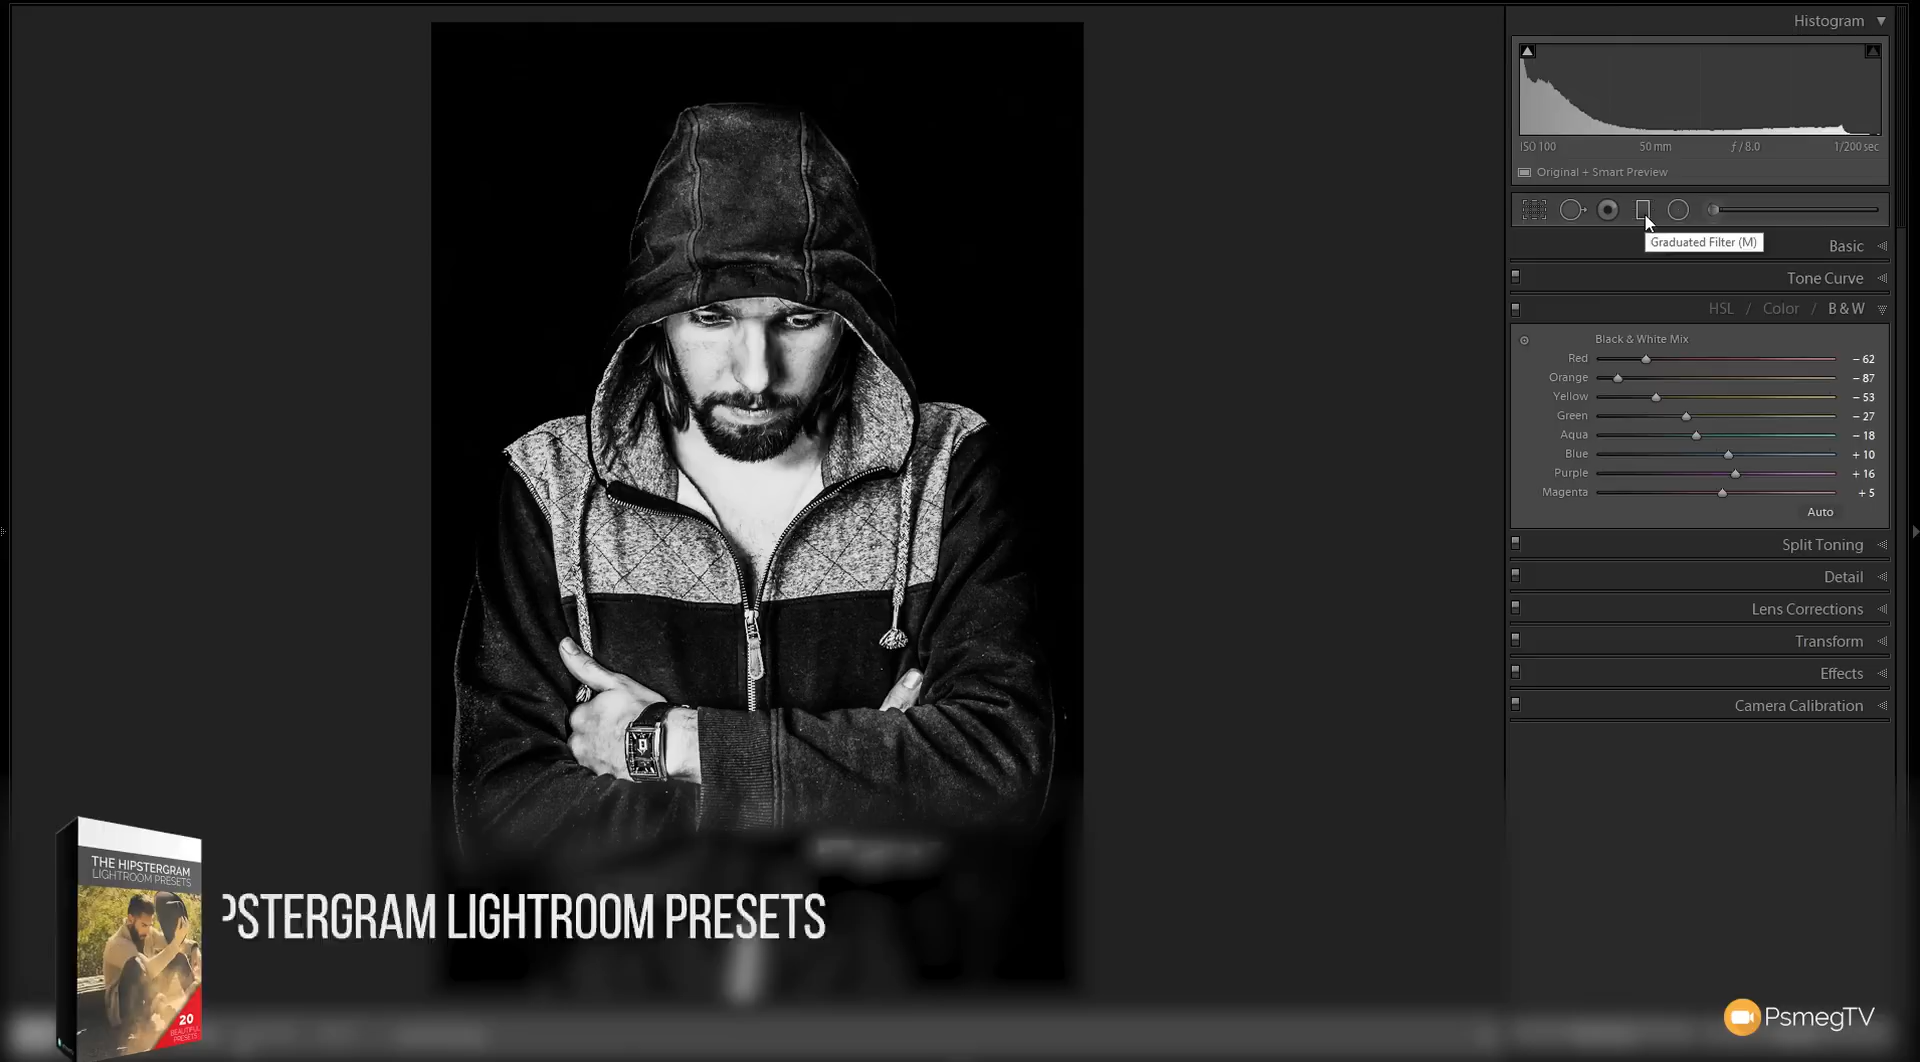 Histogram
ISO 100 50 mm ƒ / 8.0 1/200 sec
Original + Smart Preview
Graduated Filter (M)
Basic
Tone Curve
HSL / Color / B & W
Black & White Mix
Red − 62
Orange − 87
Yellow − 53
Green − 27
Aqua − 18
Blue + 10
Purple + 16
Magenta + 5
Auto
Split Toning
Detail
Lens Corrections
Transform
Effects
Camera Calibration
THE HIPSTERGRAM
LIGHTROOM PRESETS
20
BEAUTIFUL
PRESETS
PSTERGRAM LIGHTROOM PRESETS
PsmegTV